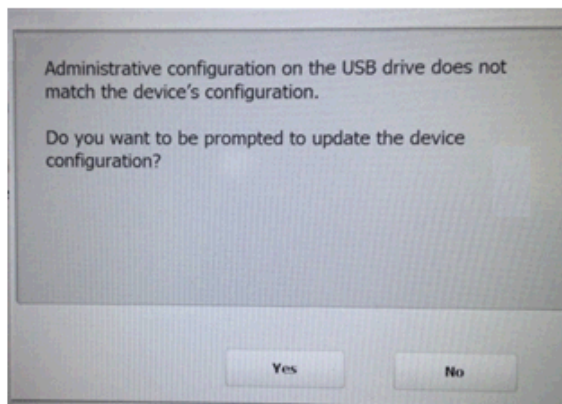 Administrative configuration on the USB drive does not
match the device's configuration.
Do you want to be prompted to update the device
configuration?
Yes
No